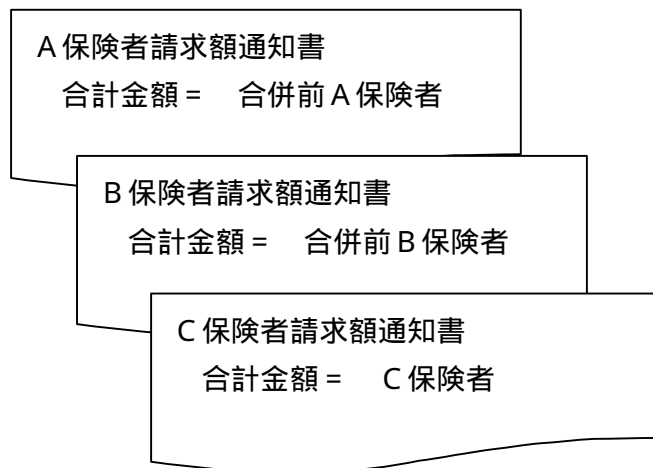 A保険者請求額通知書
合計金額= 合併前A保険者
B保険者請求額通知書
合計金額= 合併前B保険者
C保険者請求額通知書
合計金額= C保険者